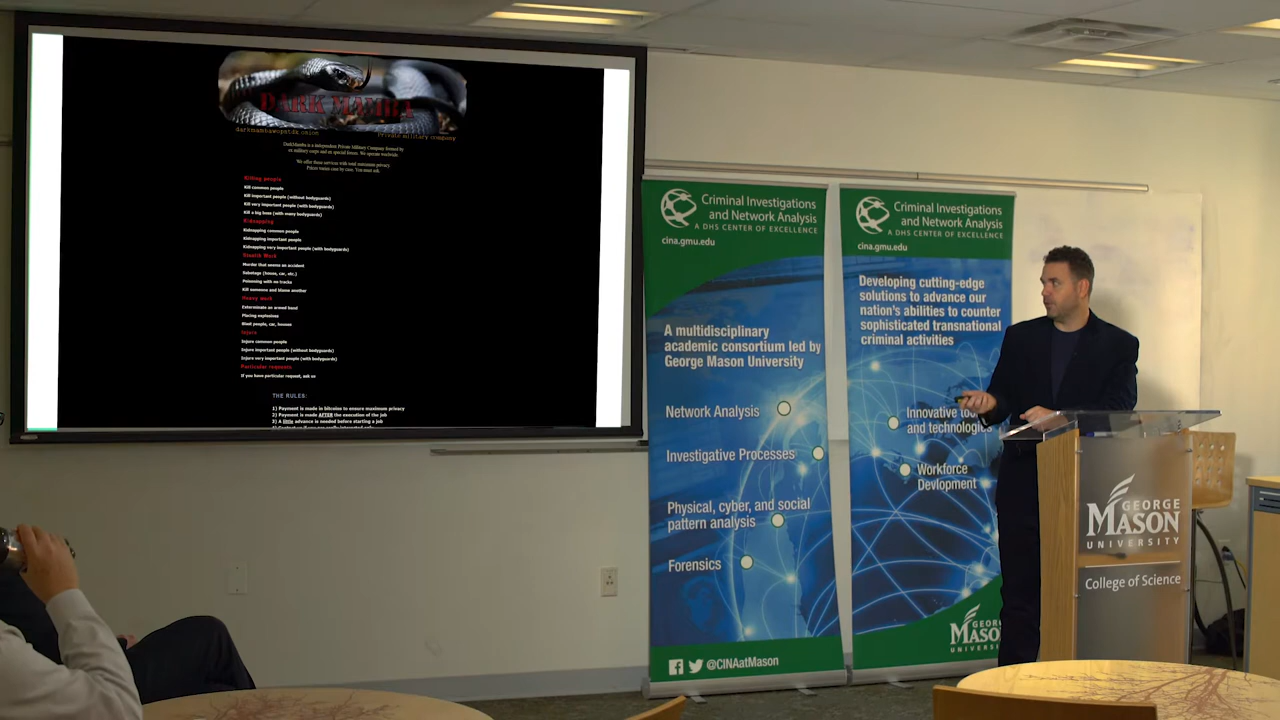 DARK MAMBA
darkmambawopntdx.onion
Private military company
DarkMamba is a Independent Private Military Company formed by
ex military corps and ex special forces. We operate worlwide.
We offer these services with total autonomus privacy.
Prices varies case by case. You must ask.
Killing people
Kill common people
Kill important people (without bodyguards)
Kill very important people (with bodyguards)
Kill a big boss (with many bodyguards)
Kidnapping
Kidnapping common people
Kidnapping important people
Kidnapping very important people (with bodyguards)
Stealth Work
Murder that seems an accident
Sabotage (house, car, etc.)
Poisoning with no tracks
Kill someone and blame another
Heavy work
Exterminate an armed band
Placing explosives
Blast people, car, houses
Injure
Injure common people
Injure important people (without bodyguards)
Injure very important people (with bodyguards)
Particular requests
If you have particular request, ask us
THE RULES:
1) Payment is made in bitcoins to ensure maximum privacy
2) Payment is made AFTER the execution of the job
3) A little advance is needed before starting a job
Criminal Investigations
and Network Analysis
A DHS CENTER OF EXCELLENCE
cina.gmu.edu
A multidisciplinary
academic consortium led by
George Mason University
Network Analysis
Investigative Processes
Physical, cyber, and social
pattern analysis
Forensics
@CINAatMason
Criminal Investigations
and Network Analysis
A DHS CENTER OF EXCELLENCE
cina.gmu.edu
Developing cutting-edge
solutions to advance our
nation's abilities to counter
sophisticated transnational
criminal activities
Innovative
and technologies
Workforce
Devlopment
GEORGE
MASON
UNIVERSITY
College of Science